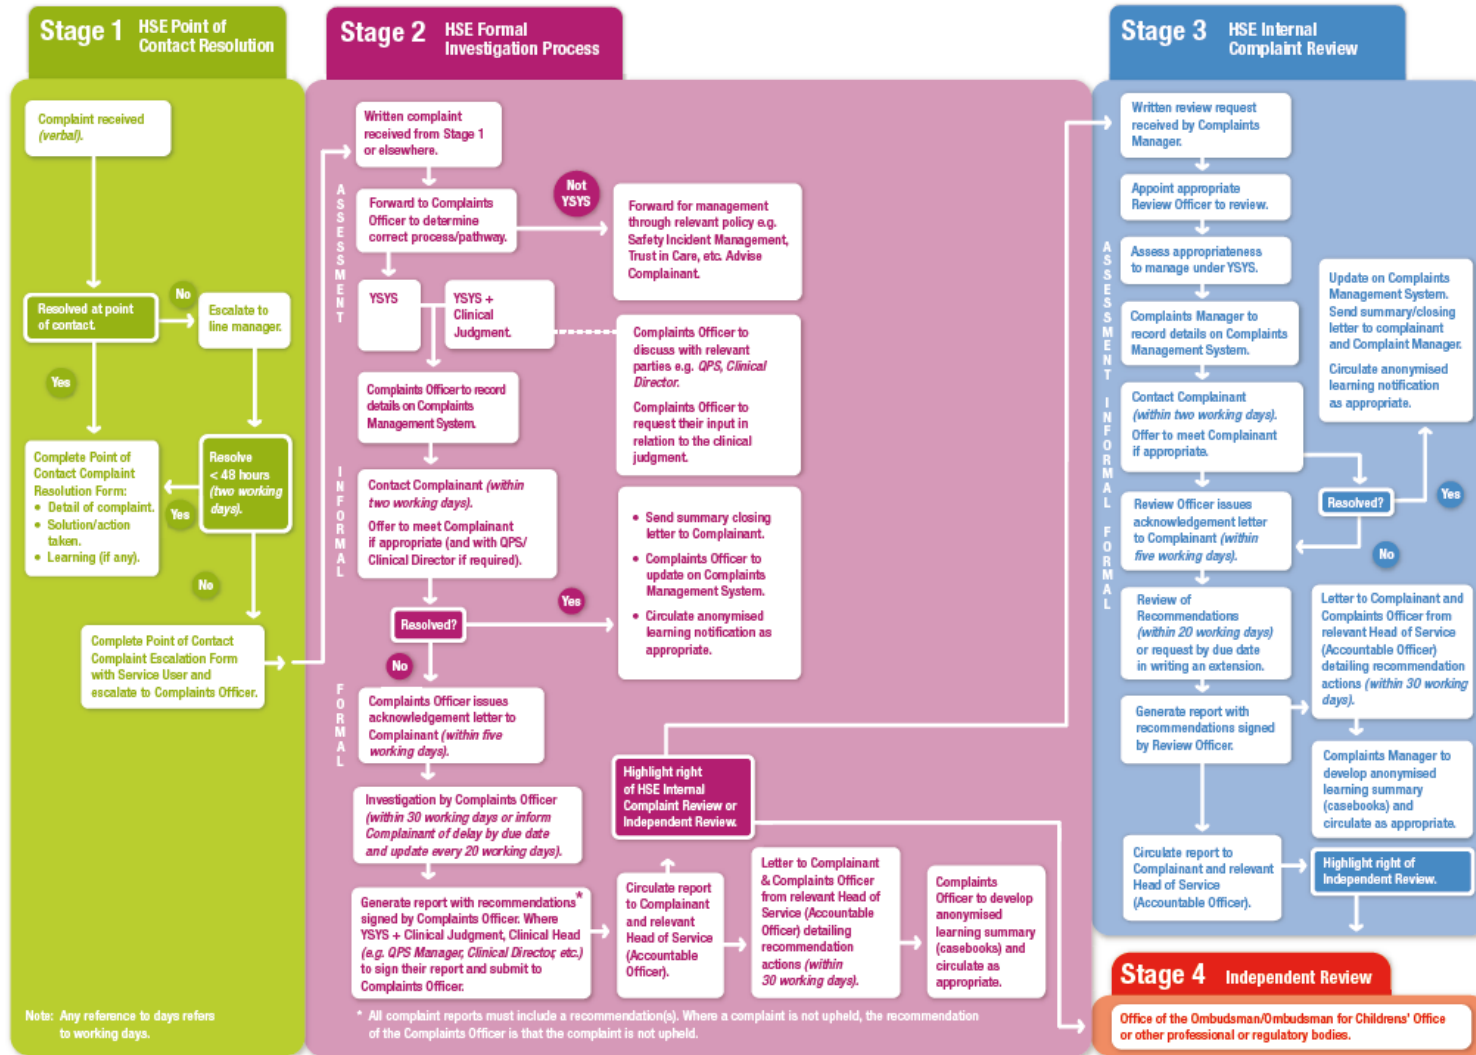 Stage 1
HSE Point of
Contact Resolution
Complaint received
(verbal).
Resolved at point
of contact.
No
Escalate to
line manager.
Yes
Complete Point of
Contact Complaint
Resolution Form:
• Detail of complaint.
• Solution/action
taken.
• Learning (if any).
Yes
Resolve
< 48 hours
(two working
days).
No
Complete Point of Contact
Complaint Escalation Form
with Service User and
escalate to Complaints Officer.
Note: Any reference to days refers
to working days.
Stage 2
HSE Formal
Investigation Process
ASSESSMENT
Written complaint
received from Stage 1
or elsewhere.
Forward to Complaints
Officer to determine
correct process/pathway.
Not
YSYS
Forward for management
through relevant policy e.g.
Safety Incident Management,
Trust in Care, etc. Advise
Complainant.
YSYS
YSYS +
Clinical
Judgment.
Complaints Officer to
discuss with relevant
parties e.g. QPS, Clinical
Director.
Complaints Officer to
request their input in
relation to the clinical
judgment.
Complaints Officer to record
details on Complaints
Management System.
INFORMAL
Contact Complainant (within
two working days).
Offer to meet Complainant
if appropriate (and with QPS/
Clinical Director if required).
Resolved?
Yes
• Send summary closing
letter to Complainant.
• Complaints Officer to
update on Complaints
Management System.
• Circulate anonymised
learning notification as
appropriate.
No
FORMAL
Complaints Officer issues
acknowledgement letter to
Complainant (within five
working days).
Investigation by Complaints Officer
(within 30 working days or inform
Complainant of delay by due date
and update every 20 working days).
Generate report with recommendations*
signed by Complaints Officer. Where
YSYS + Clinical Judgment, Clinical Head
(e.g. QPS Manager, Clinical Director, etc.)
to sign their report and submit to
Complaints Officer.
Circulate report
to Complainant
and relevant
Head of Service
(Accountable
Officer).
Highlight right
of HSE Internal
Complaint Review or
Independent Review.
Letter to Complainant
& Complaints Officer
from relevant Head of
Service (Accountable
Officer) detailing
recommendation
actions (within
30 working days).
Complaints
Officer to develop
anonymised
learning summary
(casebooks) and
circulate as
appropriate.
* All complaint reports must include a recommendation(s). Where a complaint is not upheld, the recommendation
of the Complaints Officer is that the complaint is not upheld.
Stage 3
HSE Internal
Complaint Review
Written review request
received by Complaints
Manager.
Appoint appropriate
Review Officer to review.
ASSESSMENT
Assess appropriateness
to manage under YSYS.
Complaints Manager to
record details on Complaints
Management System.
INFORMAL
Contact Complainant
(within two working days).
Offer to meet Complainant
if appropriate.
Resolved?
Yes
Update on Complaints
Management System.
Send summary/closing
letter to complainant
and Complaint Manager.
Circulate anonymised
learning notification
as appropriate.
No
FORMAL
Review Officer issues
acknowledgement letter
to Complainant (within
five working days).
Review of
Recommendations
(within 20 working days)
or request by due date
in writing an extension.
Generate report with
recommendations signed
by Review Officer.
Letter to Complainant and
Complaints Officer from
relevant Head of Service
(Accountable Officer)
detailing recommendation
actions (within 30 working
days).
Complaints Manager to
develop anonymised
learning summary
(casebooks) and
circulate as appropriate.
Circulate report to
Complainant and relevant
Head of Service
(Accountable Officer).
Highlight right of
Independent Review.
Stage 4
Independent Review
Office of the Ombudsman/Ombudsman for Childrens' Office
or other professional or regulatory bodies.